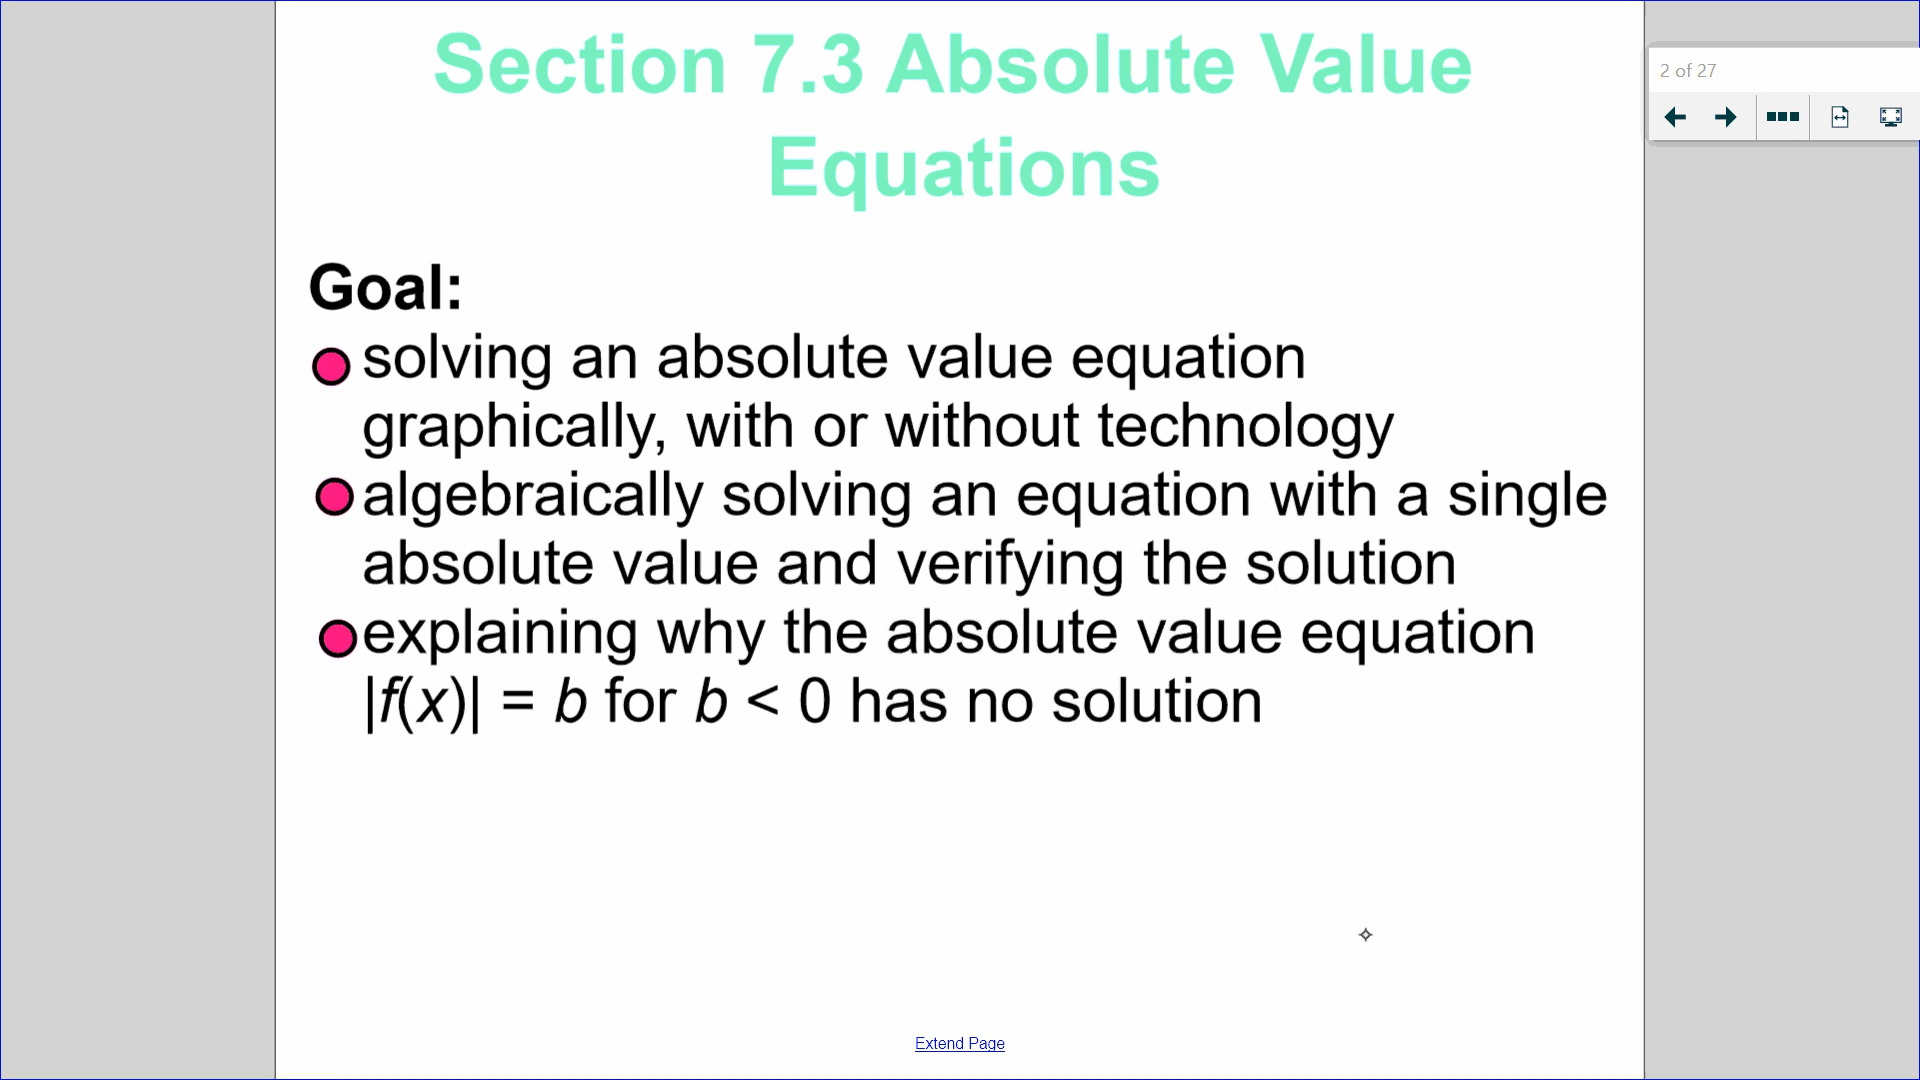 Section 7.3 Absolute Value
Equations
2 of 27
Goal:
solving an absolute value equation
graphically, with or without technology
algebraically solving an equation with a single
absolute value and verifying the solution
explaining why the absolute value equation
|f(x)| = b for b < 0 has no solution
Extend Page